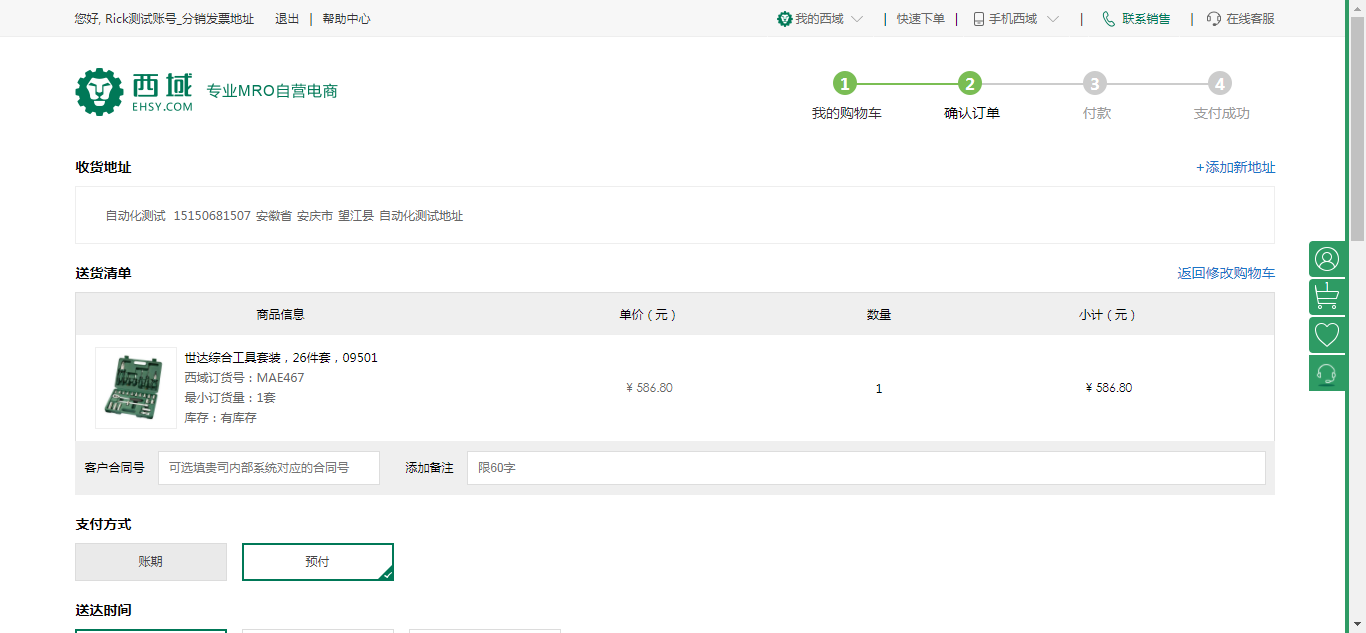 您好, Rick测试账号_分销发票地址 退出 | 帮助中心 我的西域 | 快速下单 | 手机西域 | 联系销售 | 在线客服
西域 EHSY.COM 专业MRO自营电商
1 2 3 4
我的购物车 确认订单 付款 支付成功
收货地址 +添加新地址
自动化测试 15150681507 安徽省 安庆市 望江县 自动化测试地址
送货清单 返回修改购物车
商品信息 单价（元） 数量 小计（元）
世达综合工具套装，26件套，09501
西域订货号：MAE467
最小订货量：1套
库存：有库存
¥ 586.80 1 ¥ 586.80
客户合同号 可选填贵司内部系统对应的合同号 添加备注 限60字
支付方式
账期 预付
送达时间
1